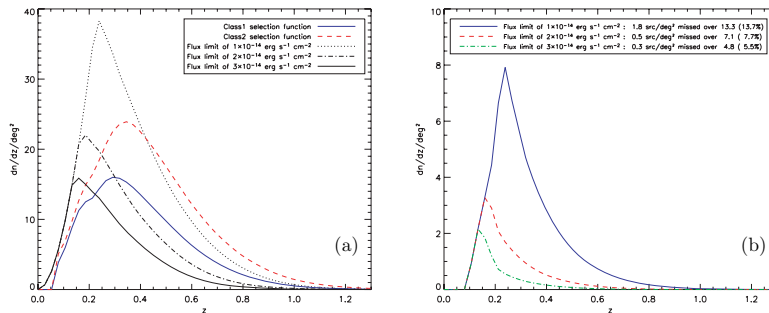 Class1 selection function
Class2 selection function
Flux limit of 1×10⁻¹⁴ erg s⁻¹ cm⁻²
Flux limit of 2×10⁻¹⁴ erg s⁻¹ cm⁻²
Flux limit of 3×10⁻¹⁴ erg s⁻¹ cm⁻²
40
30
20
10
0
dn/dz/deg²
(a)
0.0 0.2 0.4 0.6 0.8 1.0 1.2
z
Flux limit of 1×10⁻¹⁴ erg s⁻¹ cm⁻² : 1.8 src/deg² missed over 13.3 (13.7%)
Flux limit of 2×10⁻¹⁴ erg s⁻¹ cm⁻² : 0.5 src/deg² missed over 7.1 ( 7.7%)
Flux limit of 3×10⁻¹⁴ erg s⁻¹ cm⁻² : 0.3 src/deg² missed over 4.8 ( 5.5%)
8
6
4
2
0
dn/dz/deg²
(b)
0.0 0.2 0.4 0.6 0.8 1.0 1.2
z